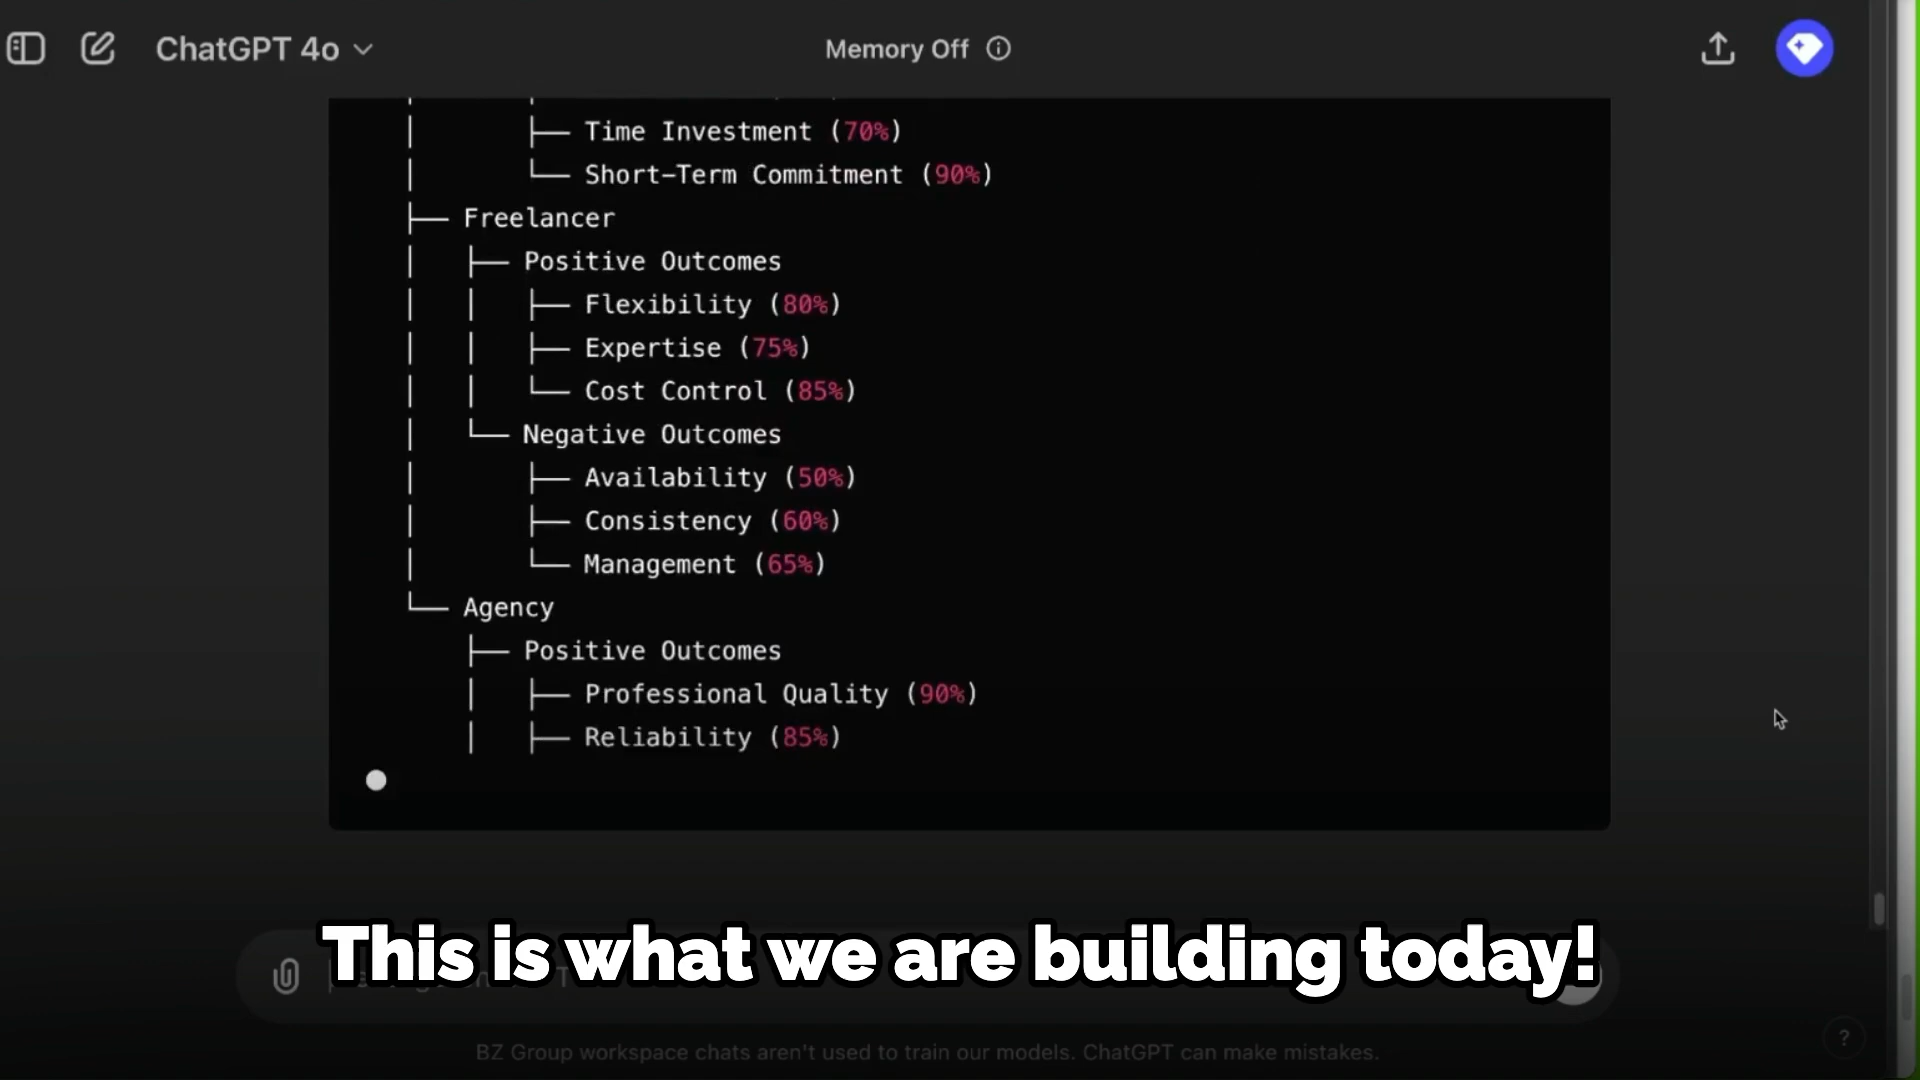 ChatGPT 4o
Memory Off
├── Time Investment (70%)
└── Short-Term Commitment (90%)
├── Freelancer
├── Positive Outcomes
├── Flexibility (80%)
├── Expertise (75%)
└── Cost Control (85%)
└── Negative Outcomes
├── Availability (50%)
├── Consistency (60%)
└── Management (65%)
└── Agency
├── Positive Outcomes
├── Professional Quality (90%)
├── Reliability (85%)
This is what we are building today!
BZ Group workspace chats aren't used to train our models. ChatGPT can make mistakes.
?